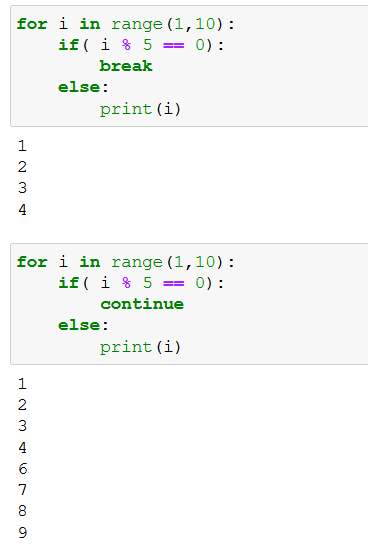 for i in range(1,10):
    if( i % 5 == 0):
        break
    else:
        print(i)
1
2
3
4
for i in range(1,10):
    if( i % 5 == 0):
        continue
    else:
        print(i)
1
2
3
4
6
7
8
9